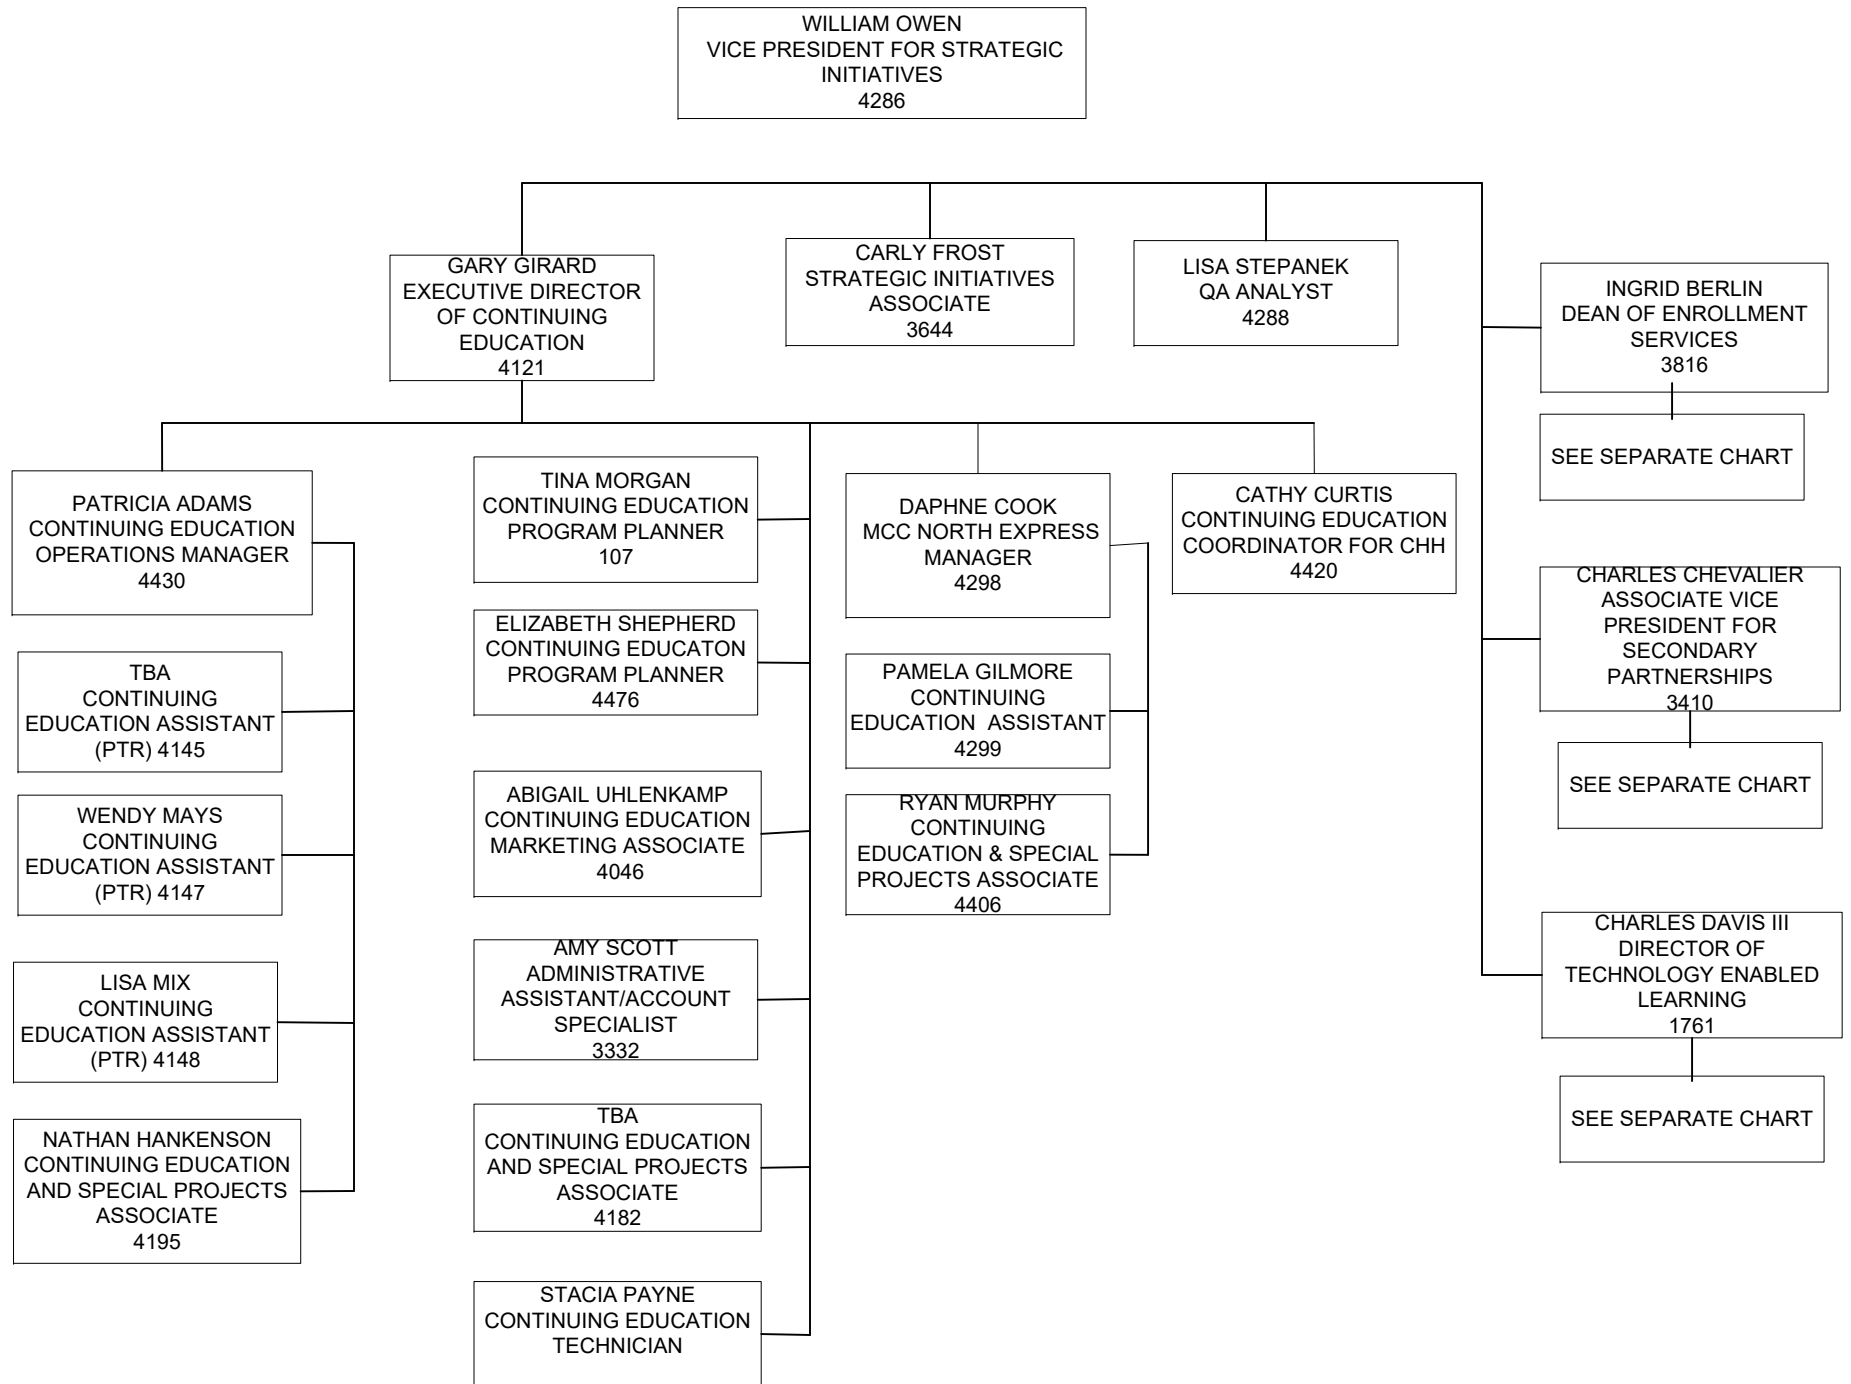 WILLIAM OWEN
VICE PRESIDENT FOR STRATEGIC
INITIATIVES
4286
GARY GIRARD
EXECUTIVE DIRECTOR
OF CONTINUING
EDUCATION
4121
CARLY FROST
STRATEGIC INITIATIVES
ASSOCIATE
3644
LISA STEPANEK
QA ANALYST
4288
INGRID BERLIN
DEAN OF ENROLLMENT
SERVICES
3816
SEE SEPARATE CHART
PATRICIA ADAMS
CONTINUING EDUCATION
OPERATIONS MANAGER
4430
TBA
CONTINUING
EDUCATION ASSISTANT
(PTR) 4145
WENDY MAYS
CONTINUING
EDUCATION ASSISTANT
(PTR) 4147
LISA MIX
CONTINUING
EDUCATION ASSISTANT
(PTR) 4148
NATHAN HANKENSON
CONTINUING EDUCATION
AND SPECIAL PROJECTS
ASSOCIATE
4195
TINA MORGAN
CONTINUING EDUCATION
PROGRAM PLANNER
107
ELIZABETH SHEPHERD
CONTINUING EDUCATON
PROGRAM PLANNER
4476
ABIGAIL UHLENKAMP
CONTINUING EDUCATION
MARKETING ASSOCIATE
4046
AMY SCOTT
ADMINISTRATIVE
ASSISTANT/ACCOUNT
SPECIALIST
3332
TBA
CONTINUING EDUCATION
AND SPECIAL PROJECTS
ASSOCIATE
4182
STACIA PAYNE
CONTINUING EDUCATION
TECHNICIAN
DAPHNE COOK
MCC NORTH EXPRESS
MANAGER
4298
PAMELA GILMORE
CONTINUING
EDUCATION  ASSISTANT
4299
RYAN MURPHY
CONTINUING
EDUCATION & SPECIAL
PROJECTS ASSOCIATE
4406
CATHY CURTIS
CONTINUING EDUCATION
COORDINATOR FOR CHH
4420
CHARLES CHEVALIER
ASSOCIATE VICE
PRESIDENT FOR
SECONDARY
PARTNERSHIPS
3410
SEE SEPARATE CHART
CHARLES DAVIS III
DIRECTOR OF
TECHNOLOGY ENABLED
LEARNING
1761
SEE SEPARATE CHART